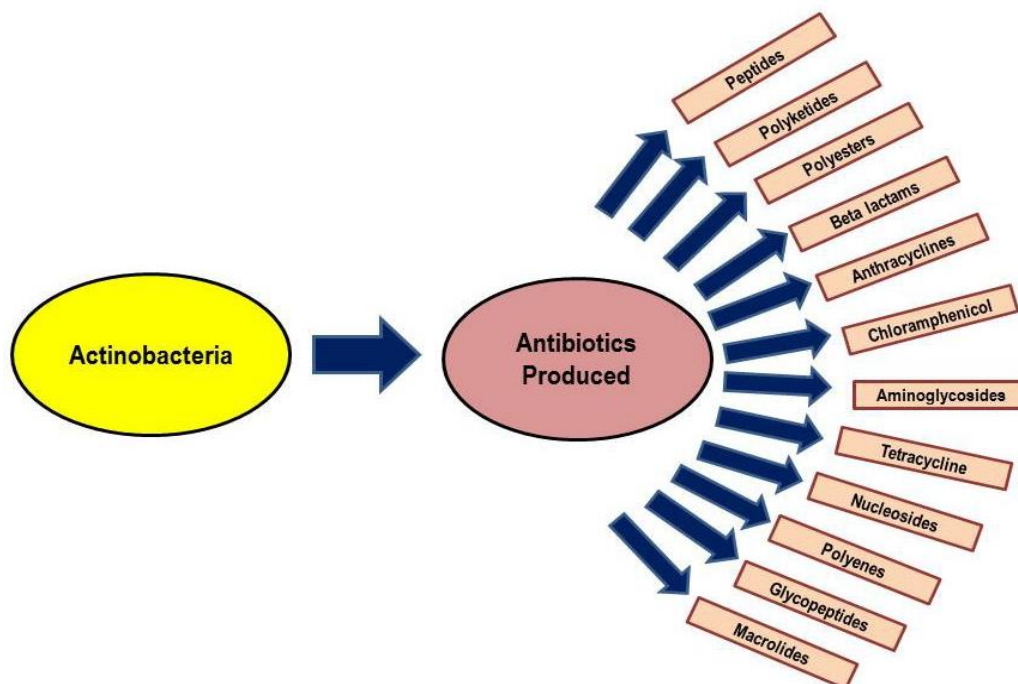 Actinobacteria
Antibiotics
Produced
Peptides
Polyketides
Polyesters
Beta lactams
Anthracyclines
Chloramphenicol
Aminoglycosides
Tetracycline
Nucleosides
Polyenes
Glycopeptides
Macrolides